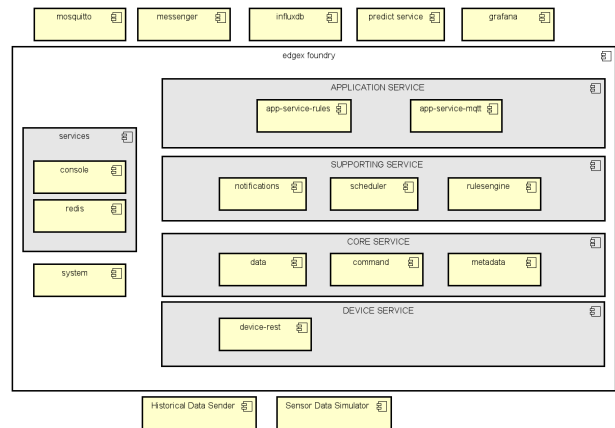 mosquitto
messenger
influxdb
predict service
grafana
edgex foundry
APPLICATION SERVICE
app-service-rules
app-service-mqtt
services
console
redis
system
SUPPORTING SERVICE
notifications
scheduler
rulesengine
CORE SERVICE
data
command
metadata
DEVICE SERVICE
device-rest
Historical Data Sender
Sensor Data Simulator